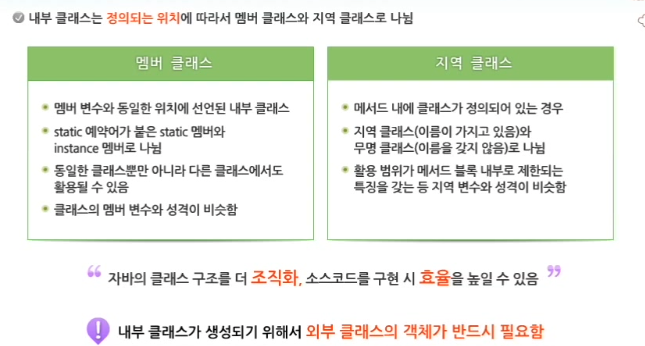 내부 클래스는 정의되는 위치에 따라서 멤버 클래스와 지역 클래스로 나뉨
멤버 클래스
멤버 변수와 동일한 위치에 선언된 내부 클래스
static 예약어가 붙은 static 멤버와
instance 멤버로 나뉨
동일한 클래스뿐만 아니라 다른 클래스에서도
활용될 수 있음
클래스의 멤버 변수와 성격이 비슷함
지역 클래스
메서드 내에 클래스가 정의되어 있는 경우
지역 클래스(이름이 가지고 있음)와
무명 클래스(이름을 갖지 않음)로 나뉨
활용 범위가 메서드 블록 내부로 제한되는
특징을 갖는 등 지역 변수와 성격이 비슷함
“ 자바의 클래스 구조를 더 조직화, 소스코드를 구현 시 효율을 높일 수 있음 ”
내부 클래스가 생성되기 위해서 외부 클래스의 객체가 반드시 필요함